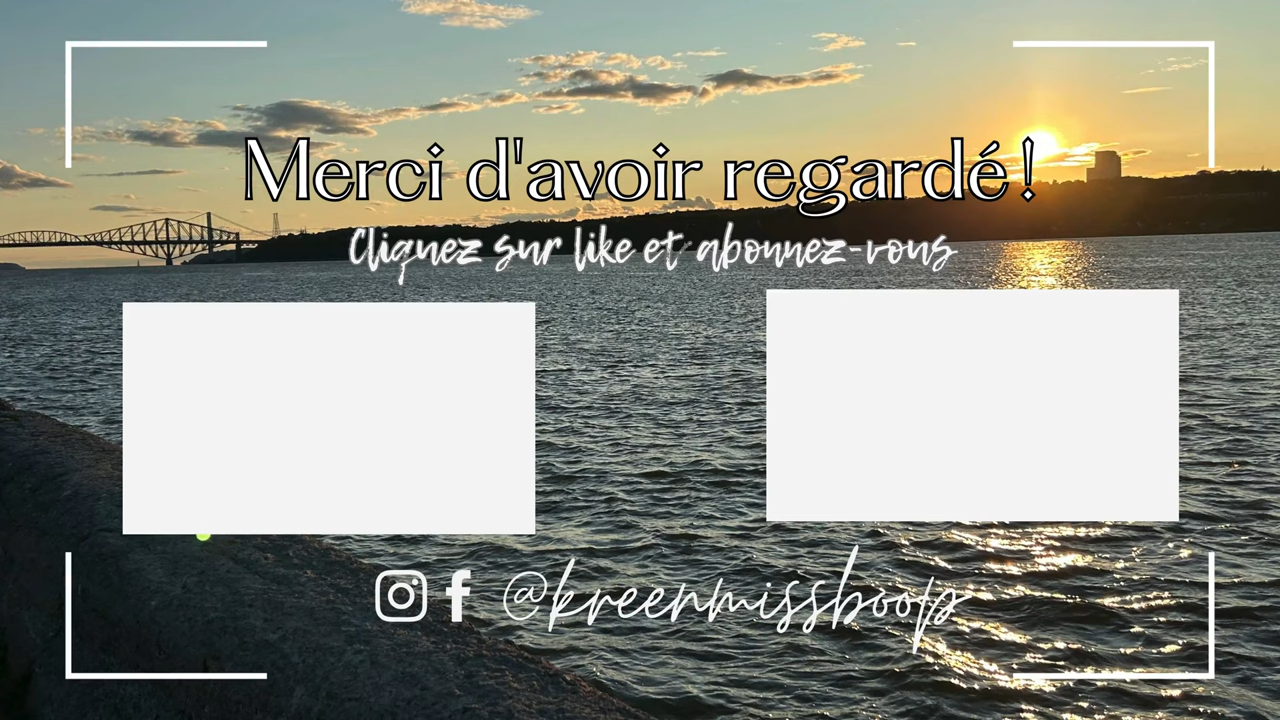 Merci d'avoir regardé !
Cliquez sur like et abonnez-vous
@kreenmissboop